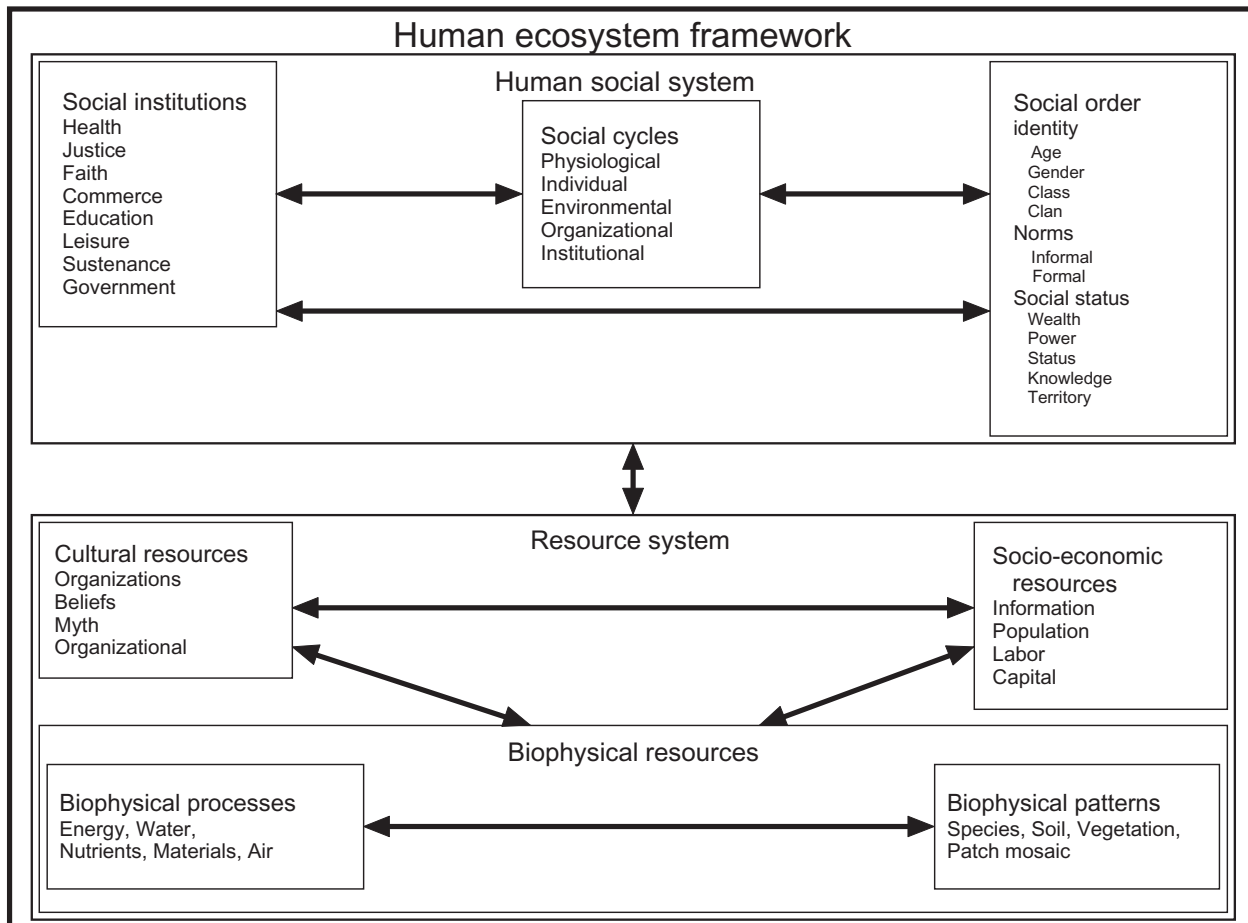 Human ecosystem framework
Human social system
Social institutions
Health
Justice
Faith
Commerce
Education
Leisure
Sustenance
Government
Social cycles
Physiological
Individual
Environmental
Organizational
Institutional
Social order
identity
Age
Gender
Class
Clan
Norms
Informal
Formal
Social status
Wealth
Power
Status
Knowledge
Territory
Resource system
Cultural resources
Organizations
Beliefs
Myth
Organizational
Socio-economic
resources
Information
Population
Labor
Capital
Biophysical resources
Biophysical processes
Energy, Water,
Nutrients, Materials, Air
Biophysical patterns
Species, Soil, Vegetation,
Patch mosaic